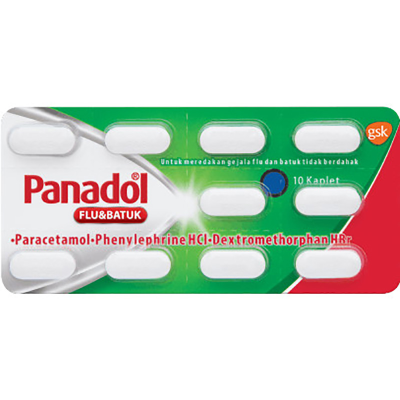 gsk
Untuk meredakan gejala flu dan batuk tidak berdahak
10 Kaplet
Panadol®
FLU&BATUK
•Paracetamol•Phenylephrine HCl•Dextromethorphan HBr